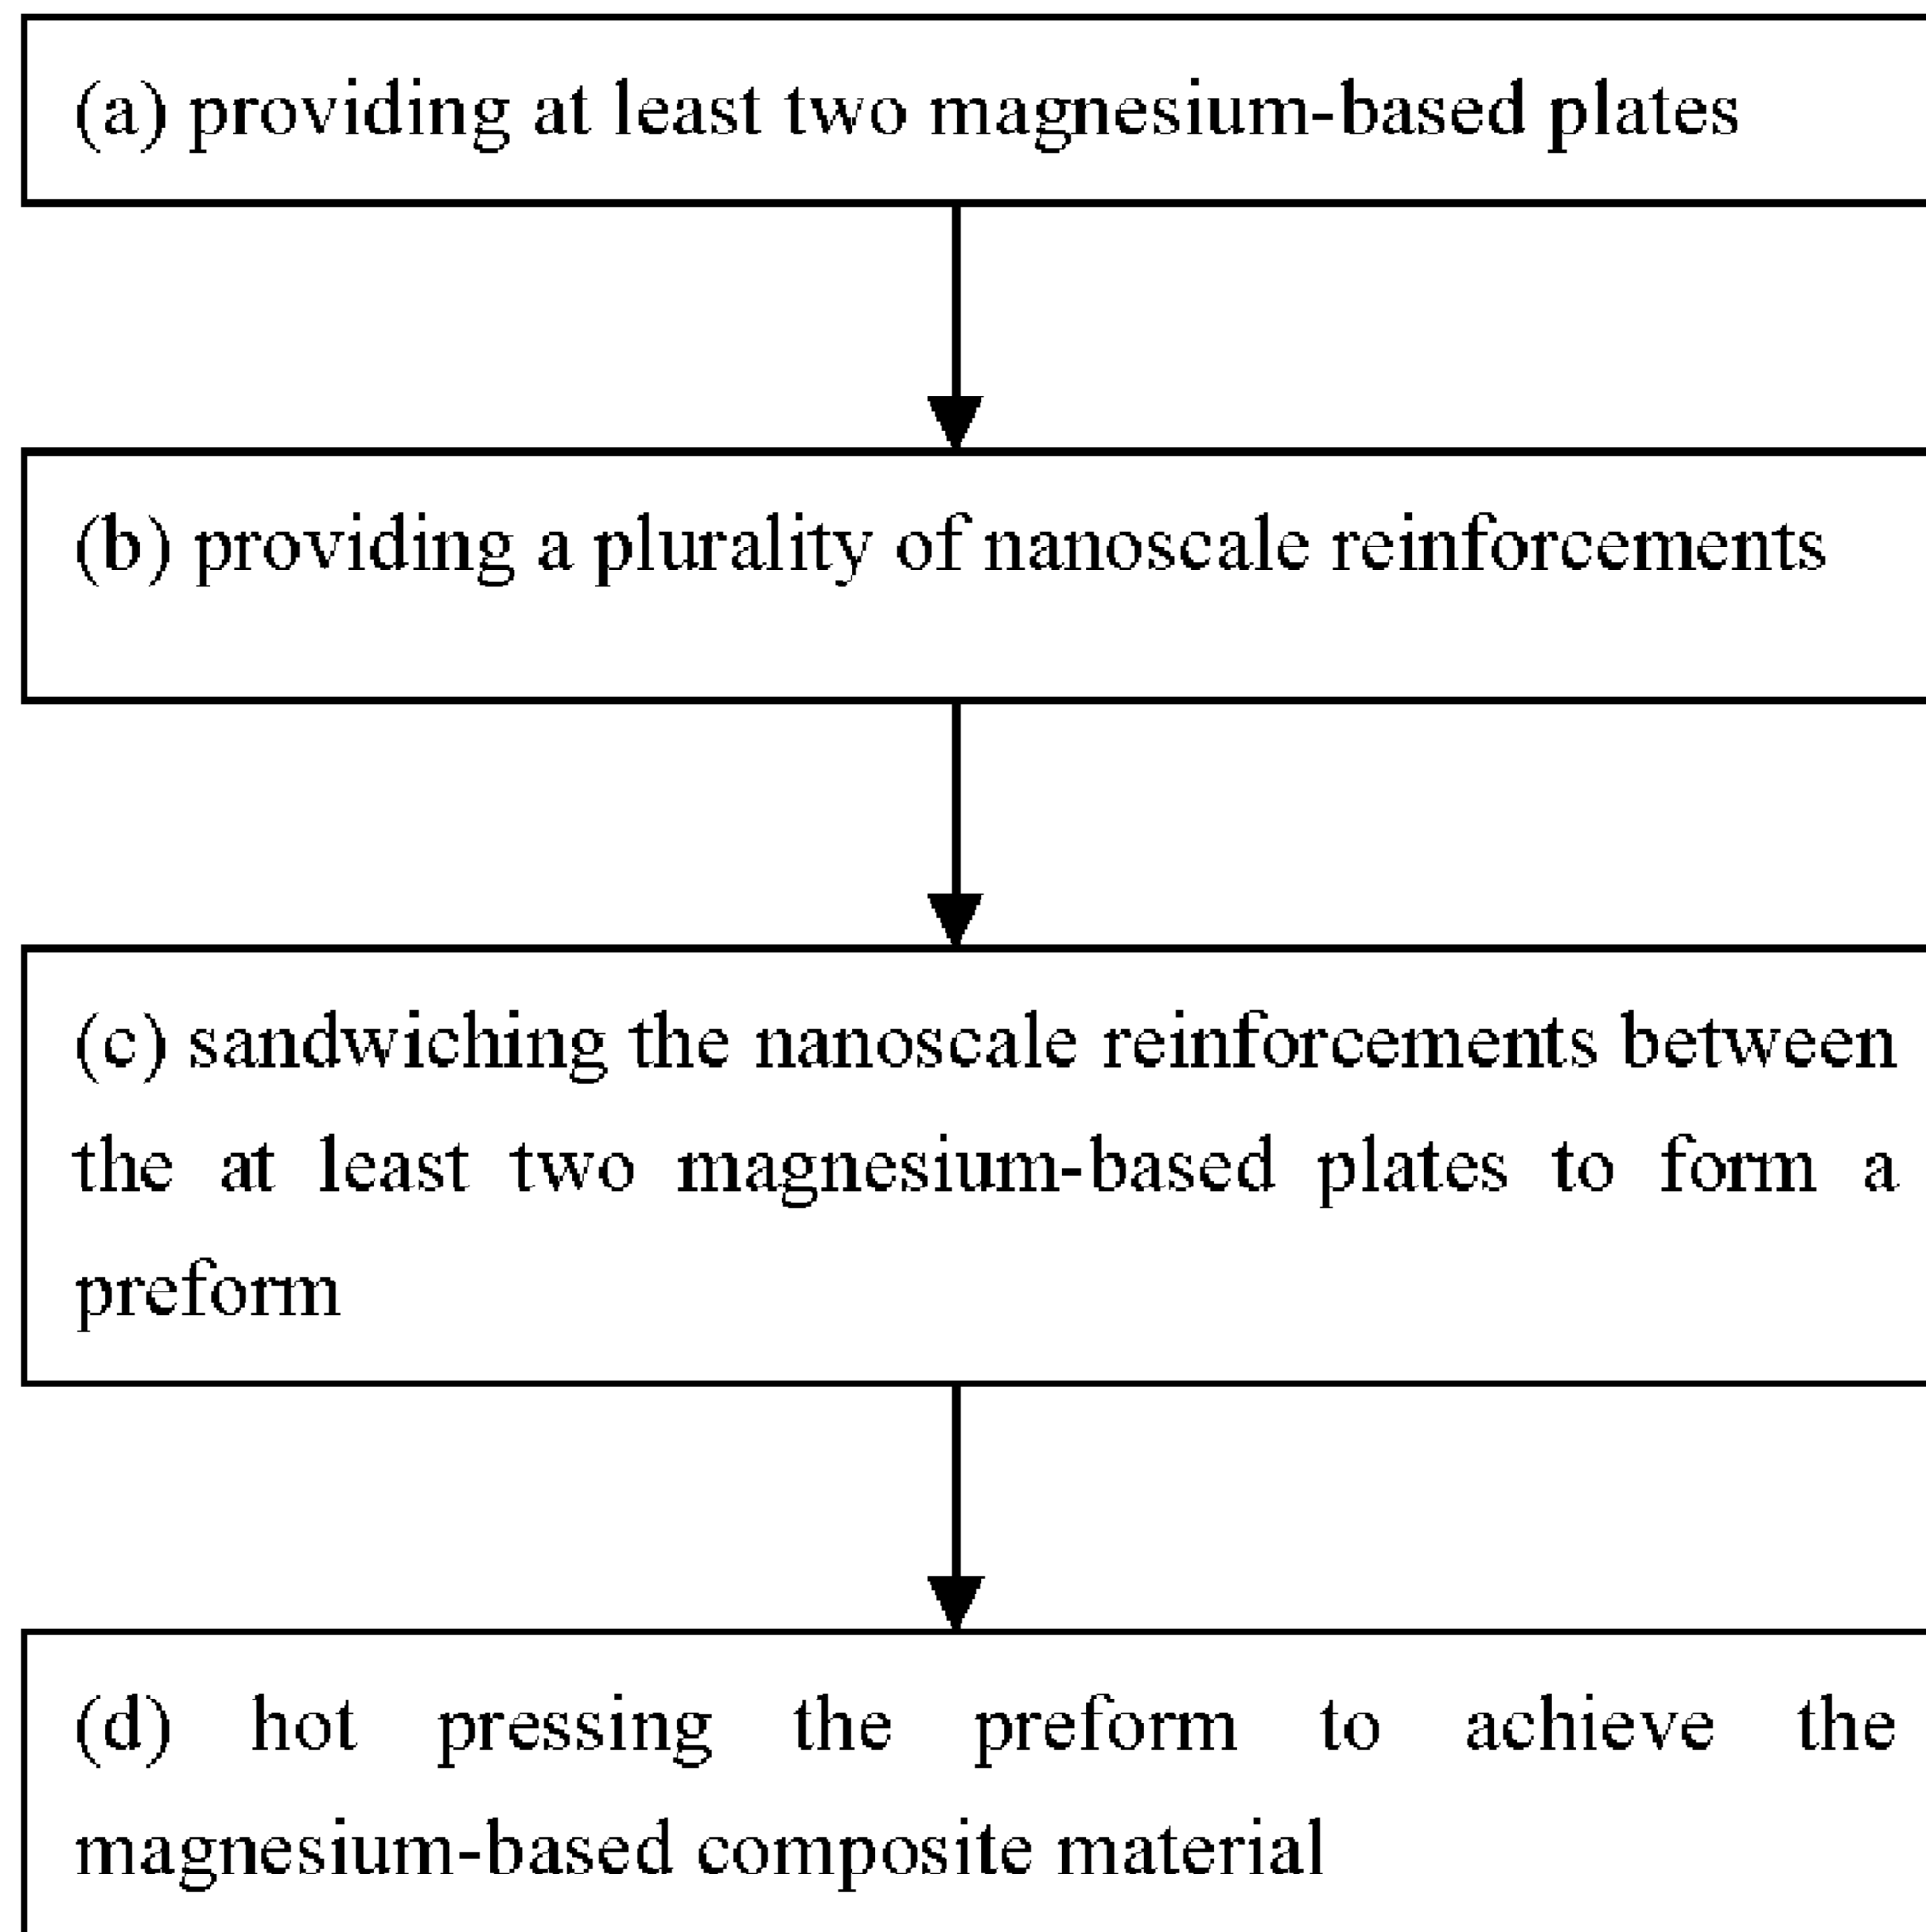 (a) providing at least two magnesium-based plates
(b) providing a plurality of nanoscale reinforcements
(c) sandwiching the nanoscale reinforcements between
the at least two magnesium-based plates to form a
preform
(d) hot pressing the preform to achieve the
magnesium-based composite material